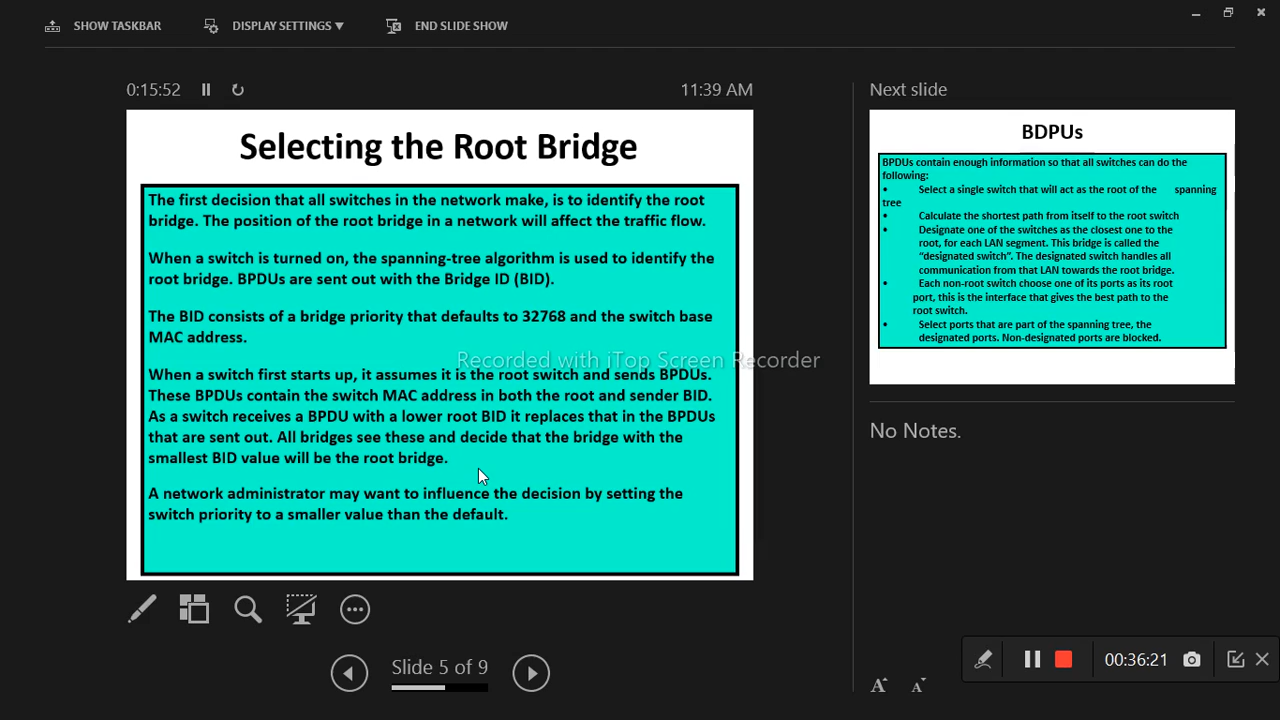 SHOW TASKBAR
DISPLAY SETTINGS ▼
END SLIDE SHOW
0:15:52
11:39 AM
Selecting the Root Bridge
The first decision that all switches in the network make, is to identify the root
bridge. The position of the root bridge in a network will affect the traffic flow.
When a switch is turned on, the spanning-tree algorithm is used to identify the
root bridge. BPDUs are sent out with the Bridge ID (BID).
The BID consists of a bridge priority that defaults to 32768 and the switch base
MAC address.
When a switch first starts up, it assumes it is the root switch and sends BPDUs.
These BPDUs contain the switch MAC address in both the root and sender BID.
As a switch receives a BPDU with a lower root BID it replaces that in the BPDUs
that are sent out. All bridges see these and decide that the bridge with the
smallest BID value will be the root bridge.
A network administrator may want to influence the decision by setting the
switch priority to a smaller value than the default.
Recorded with iTop Screen Recorder
Slide 5 of 9
Next slide
BDPUs
BPDUs contain enough information so that all switches can do the
following:
• Select a single switch that will act as the root of the spanning
tree
• Calculate the shortest path from itself to the root switch
• Designate one of the switches as the closest one to the
root, for each LAN segment. This bridge is called the
“designated switch”. The designated switch handles all
communication from that LAN towards the root bridge.
• Each non-root switch choose one of its ports as its root
port, this is the interface that gives the best path to the
root switch.
• Select ports that are part of the spanning tree, the
designated ports. Non-designated ports are blocked.
No Notes.
00:36:21
A A